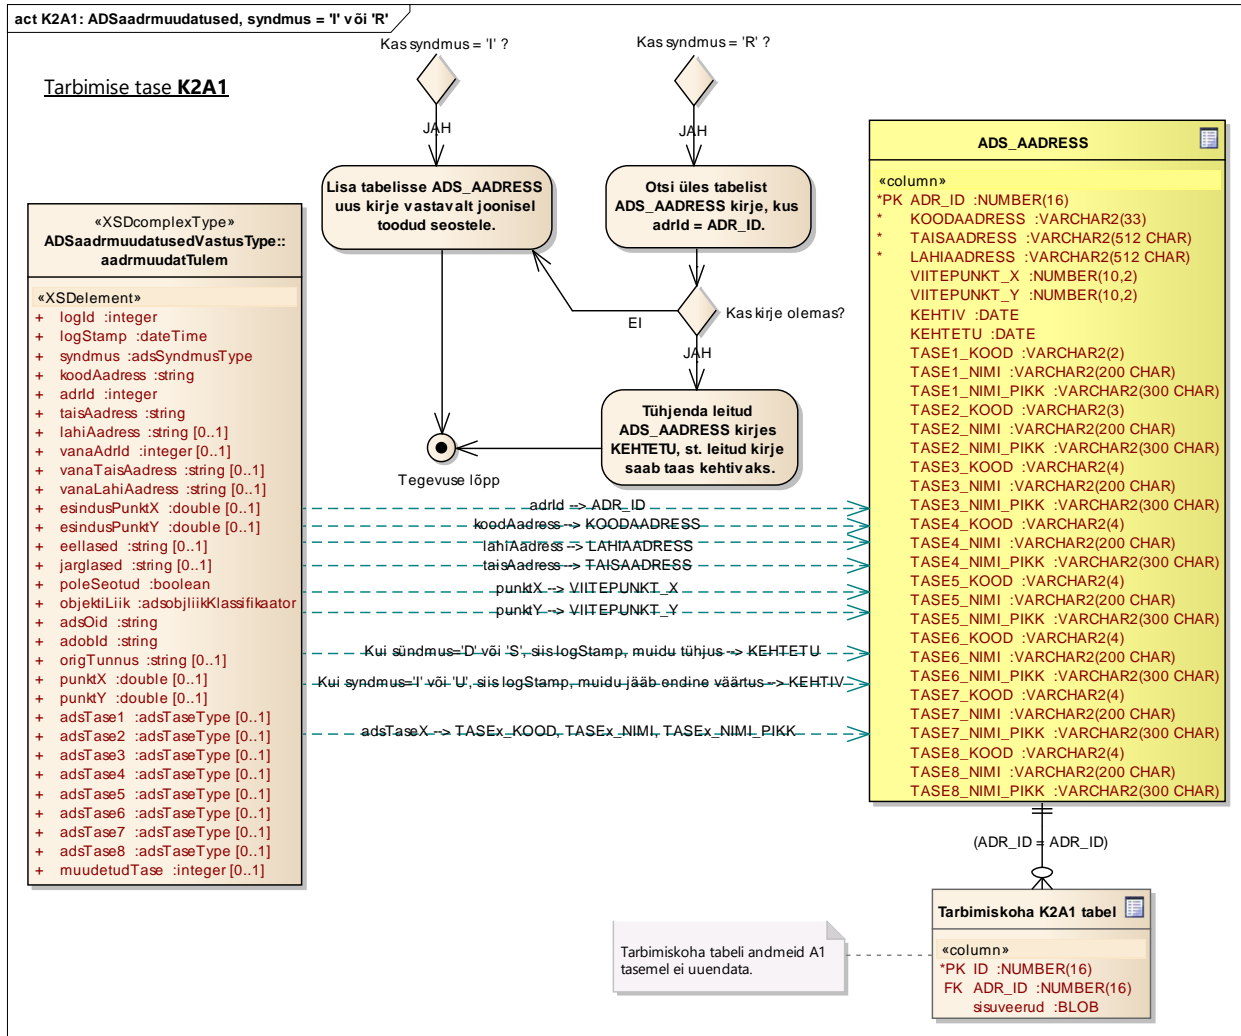 act K2A1: ADSaadrmuudatused, syndmus = 'I' või 'R'
Tarbimise tase K2A1
Kas syndmus = 'I' ?
Kas syndmus = 'R' ?
JAH
JAH
Lisa tabelisse ADS_AADRESS
uus kirje vastavalt joonisel
toodud seostele.
Otsi üles tabelist
ADS_AADRESS kirje, kus
adrId = ADR_ID.
EI
Kas kirje olemas?
JAH
Tühjenda leitud
ADS_AADRESS kirjes
KEHTETU, st. leitud kirje
saab taas kehtivaks.
Tegevuse lõpp
«XSDcomplexType»
ADSaadrmuudatusedVastusType::
aadrmuudatTulem
«XSDelement»
+ logId :integer
+ logStamp :dateTime
+ syndmus :adsSyndmusType
+ koodAadress :string
+ adrId :integer
+ taisAadress :string
+ lahiAadress :string [0..1]
+ vanaAdrId :integer [0..1]
+ vanaTaisAadress :string [0..1]
+ vanaLahiAadress :string [0..1]
+ esindusPunktX :double [0..1]
+ esindusPunktY :double [0..1]
+ eellased :string [0..1]
+ jarglased :string [0..1]
+ poleSeotud :boolean
+ objektiLiik :adsobjliikKlassifikaator
+ adsOid :string
+ adobId :string
+ origTunnus :string [0..1]
+ punktX :double [0..1]
+ punktY :double [0..1]
+ adsTase1 :adsTaseType [0..1]
+ adsTase2 :adsTaseType [0..1]
+ adsTase3 :adsTaseType [0..1]
+ adsTase4 :adsTaseType [0..1]
+ adsTase5 :adsTaseType [0..1]
+ adsTase6 :adsTaseType [0..1]
+ adsTase7 :adsTaseType [0..1]
+ adsTase8 :adsTaseType [0..1]
+ muudetudTase :integer [0..1]
adrId --> ADR_ID
koodAadress --> KOODAADRESS
lahiAadress --> LAHIAADRESS
taisAadress --> TAISAADRESS
punktX --> VIITEPUNKT_X
punktY --> VIITEPUNKT_Y
Kui sündmus='D' või 'S', siis logStamp, muidu tühjus --> KEHTETU
Kui syndmus='I' või 'U', siis logStamp, muidu jääb endine väärtus --> KEHTIV
adsTaseX --> TASEx_KOOD, TASEx_NIMI, TASEx_NIMI_PIKK
ADS_AADRESS
«column»
*PK ADR_ID :NUMBER(16)
* KOODAADRESS :VARCHAR2(33)
* TAISAADRESS :VARCHAR2(512 CHAR)
* LAHIAADRESS :VARCHAR2(512 CHAR)
VIITEPUNKT_X :NUMBER(10,2)
VIITEPUNKT_Y :NUMBER(10,2)
KEHTIV :DATE
KEHTETU :DATE
TASE1_KOOD :VARCHAR2(2)
TASE1_NIMI :VARCHAR2(200 CHAR)
TASE1_NIMI_PIKK :VARCHAR2(300 CHAR)
TASE2_KOOD :VARCHAR2(3)
TASE2_NIMI :VARCHAR2(200 CHAR)
TASE2_NIMI_PIKK :VARCHAR2(300 CHAR)
TASE3_KOOD :VARCHAR2(4)
TASE3_NIMI :VARCHAR2(200 CHAR)
TASE3_NIMI_PIKK :VARCHAR2(300 CHAR)
TASE4_KOOD :VARCHAR2(4)
TASE4_NIMI :VARCHAR2(200 CHAR)
TASE4_NIMI_PIKK :VARCHAR2(300 CHAR)
TASE5_KOOD :VARCHAR2(4)
TASE5_NIMI :VARCHAR2(200 CHAR)
TASE5_NIMI_PIKK :VARCHAR2(300 CHAR)
TASE6_KOOD :VARCHAR2(4)
TASE6_NIMI :VARCHAR2(200 CHAR)
TASE6_NIMI_PIKK :VARCHAR2(300 CHAR)
TASE7_KOOD :VARCHAR2(4)
TASE7_NIMI :VARCHAR2(200 CHAR)
TASE7_NIMI_PIKK :VARCHAR2(300 CHAR)
TASE8_KOOD :VARCHAR2(4)
TASE8_NIMI :VARCHAR2(200 CHAR)
TASE8_NIMI_PIKK :VARCHAR2(300 CHAR)
(ADR_ID = ADR_ID)
Tarbimiskoha K2A1 tabel
«column»
*PK ID :NUMBER(16)
FK ADR_ID :NUMBER(16)
sisuveerud :BLOB
Tarbimiskoha tabeli andmeid A1
tasemel ei uuendata.